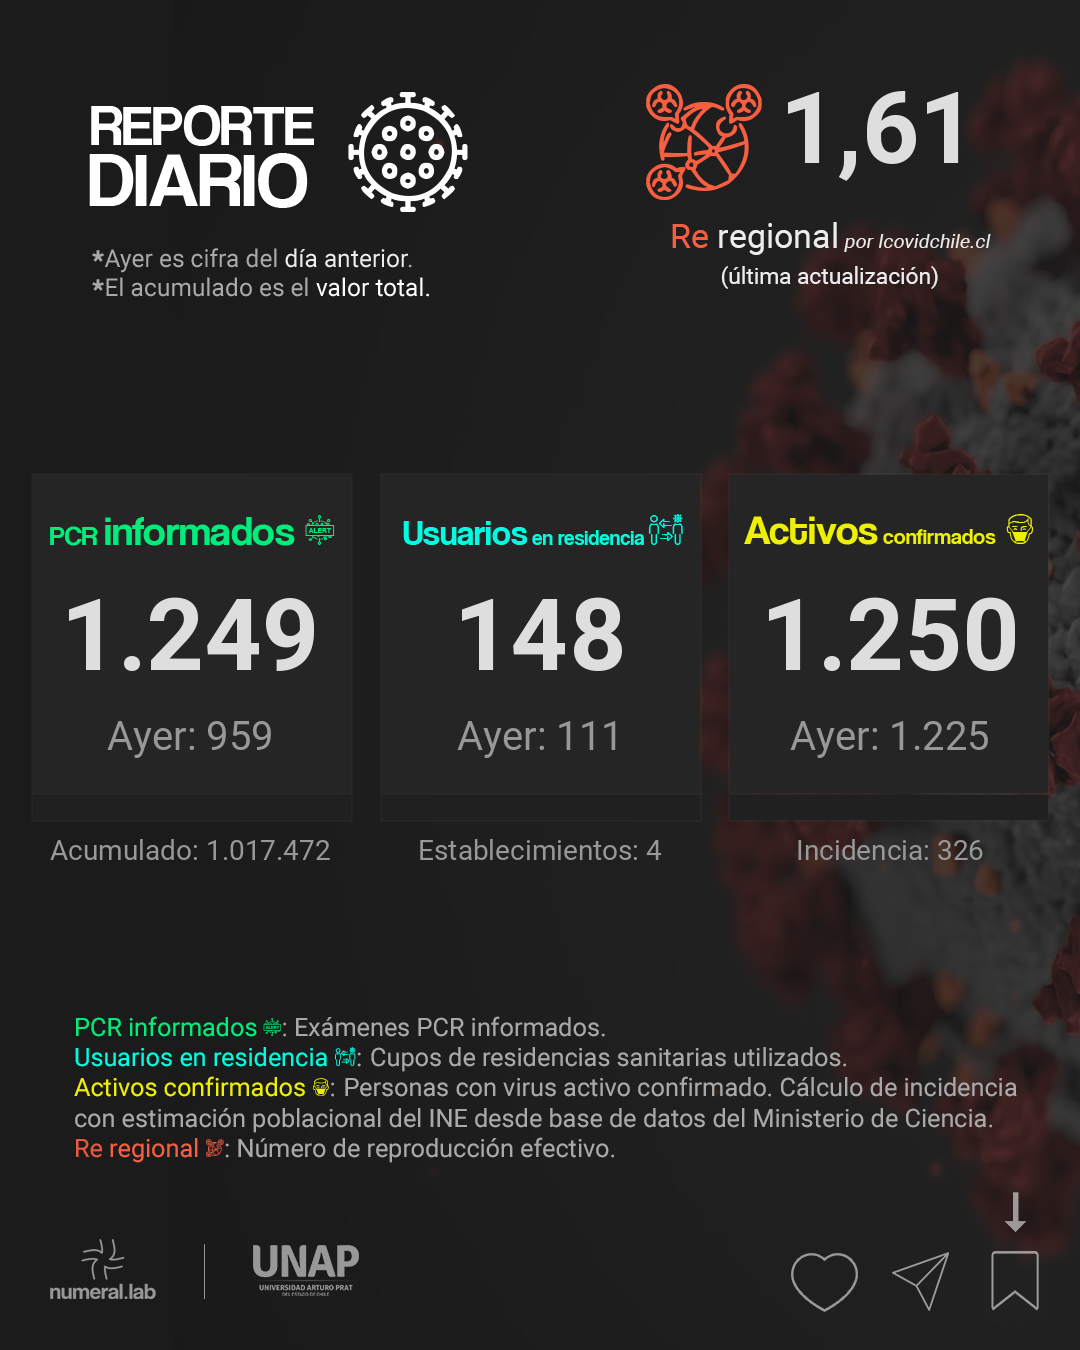 REPORTE
DIARIO
*Ayer es cifra del día anterior.
*El acumulado es el valor total.
1,61
Re regional por Icovidchile.cl
(última actualización)
PCR informados ALERT
1.249
Ayer: 959
Acumulado: 1.017.472
Usuarios en residencia
148
Ayer: 111
Establecimientos: 4
Activos confirmados
1.250
Ayer: 1.225
Incidencia: 326
PCR informados : Exámenes PCR informados.
Usuarios en residencia : Cupos de residencias sanitarias utilizados.
Activos confirmados : Personas con virus activo confirmado. Cálculo de incidencia
con estimación poblacional del INE desde base de datos del Ministerio de Ciencia.
Re regional : Número de reproducción efectivo.
numeral.lab
UNAP
UNIVERSIDAD ARTURO PRAT
DEL ESTADO DE CHILE